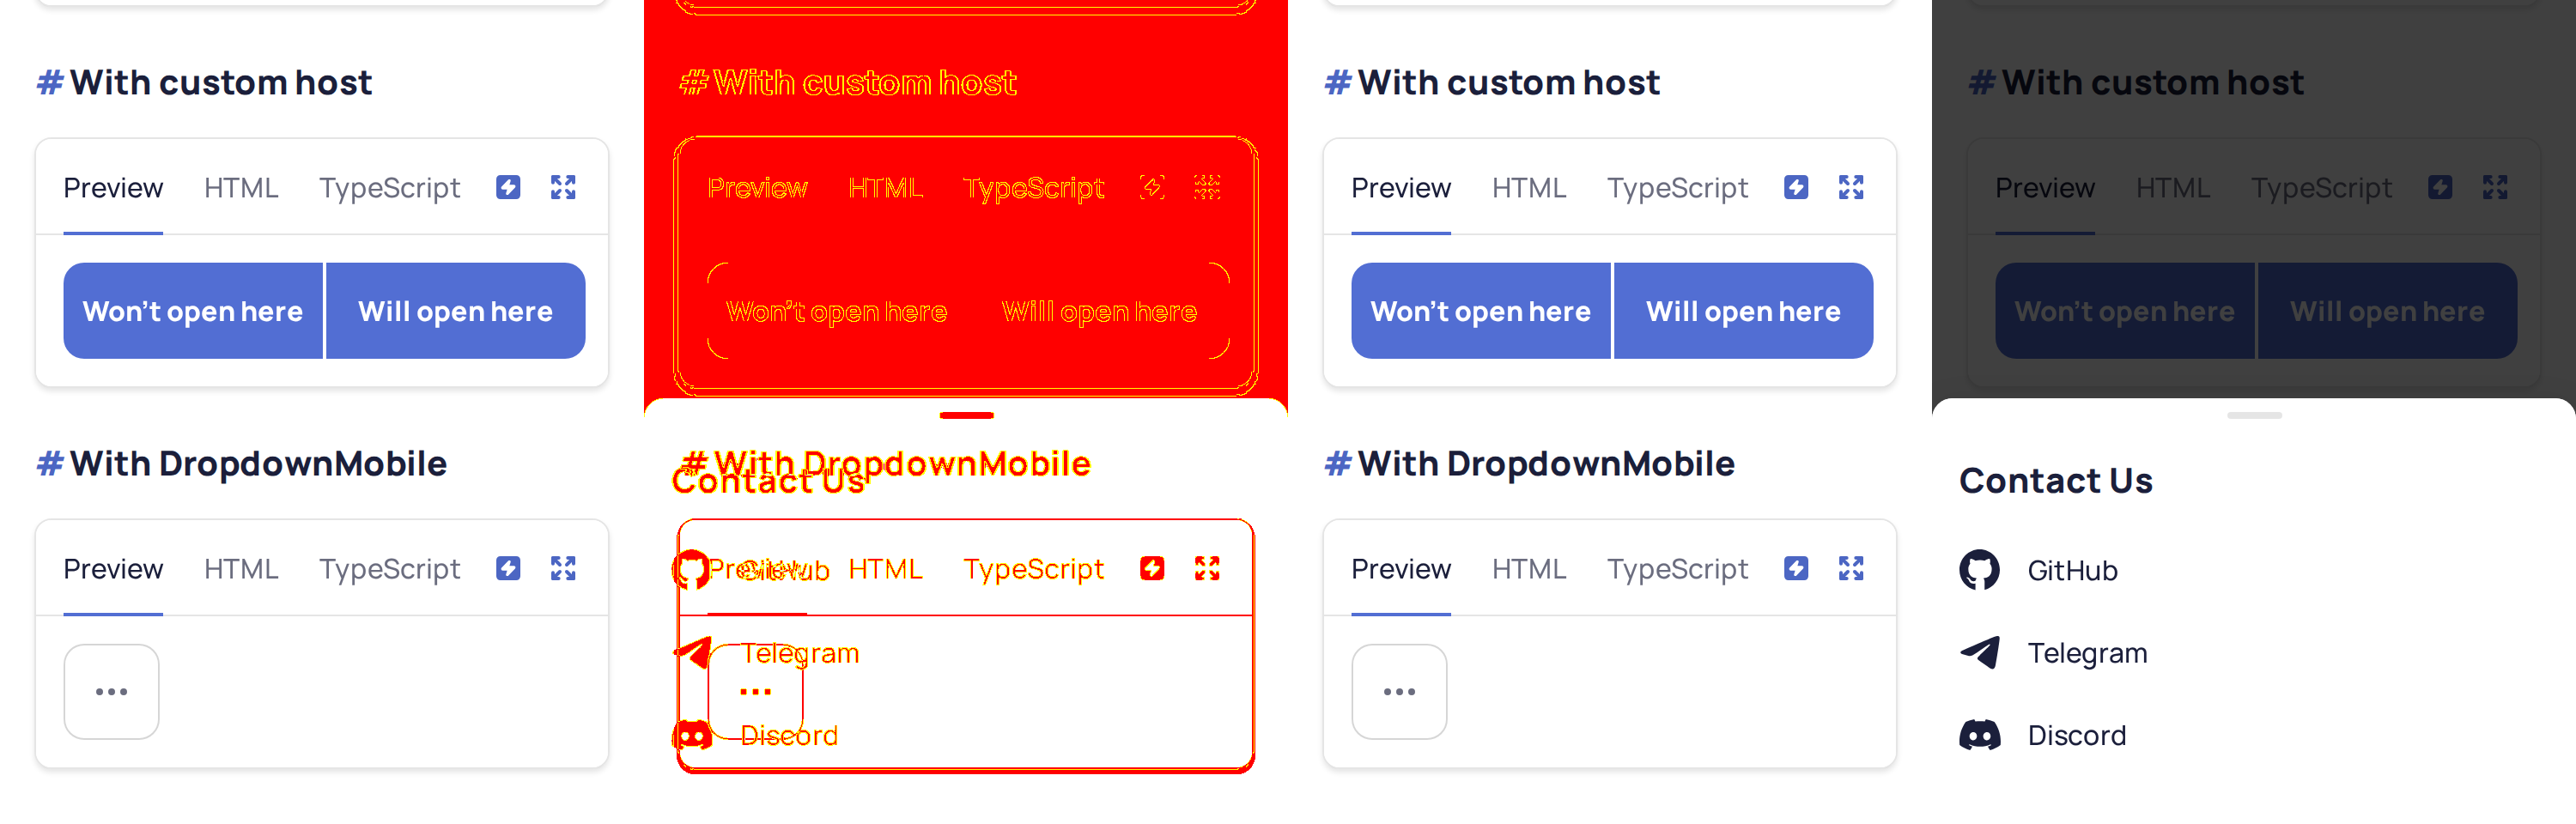 # With custom host
Preview HTML TypeScript
Won't open here Will open here
# With DropdownMobile
Preview HTML TypeScript
# With custom host
Preview HTML TypeScript
Won't open here Will open here
# With DropdownMobile
Contact Us
Preview HTML TypeScript
GitHub
Telegram
Discord
# With custom host
Preview HTML TypeScript
Won't open here Will open here
# With DropdownMobile
Preview HTML TypeScript
# With custom host
Preview HTML TypeScript
Won't open here Will open here
Contact Us
GitHub
Telegram
Discord